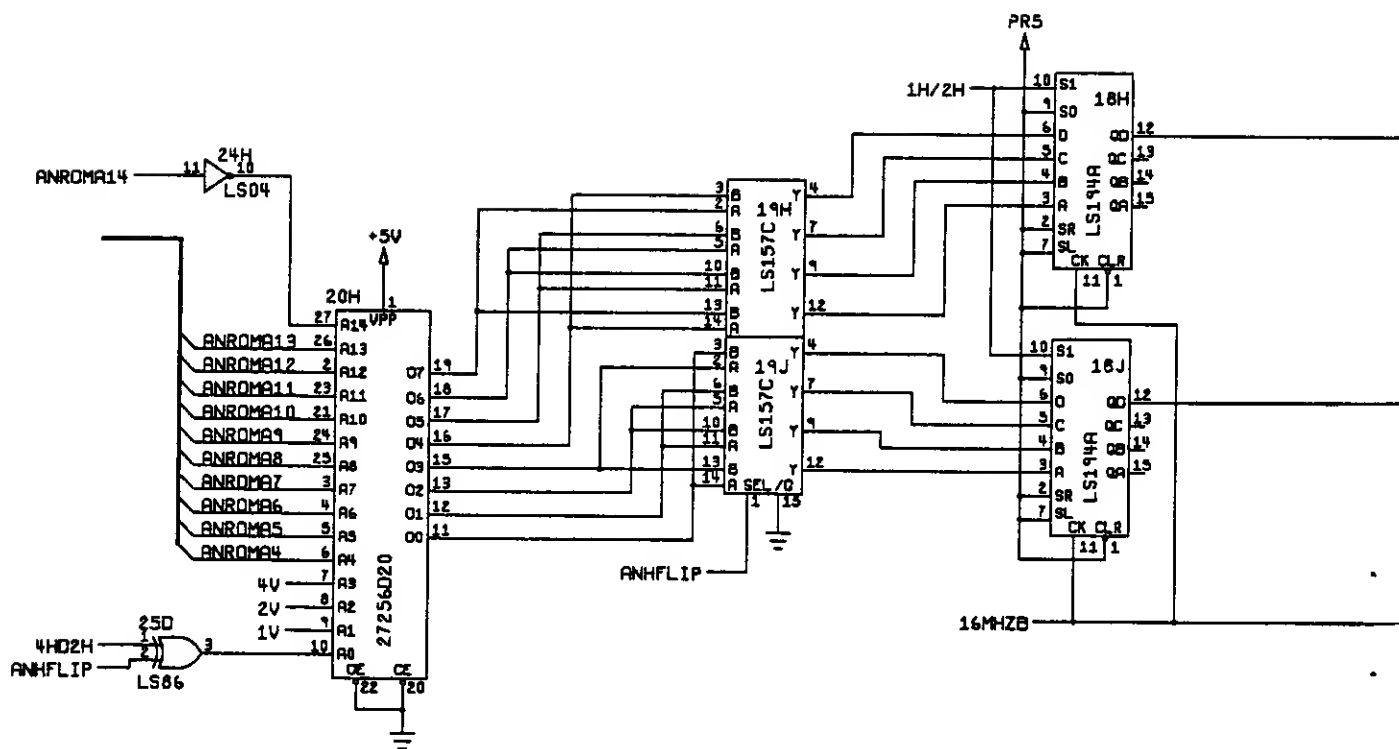 PR5
1H/2H
10 S1
18H
9 S0
6 D
QD 12
5 C
QC 13
4 B
QB 14
3 A
QA 15
2 SR
7 SL
LS194A
CK CLR
11 1
24H
ANROMA14
11 10
LS04
+5V
20H
1
VPP
27 A14
ANROMA13 26 A13
ANROMA12 2 A12
ANROMA11 23 A11
ANROMA10 21 A10
ANROMA9 24 A9
ANROMA8 25 A8
ANROMA7 3 A7
ANROMA6 4 A6
ANROMA5 5 A5
ANROMA4 6 A4
4V 7 A3
2V 8 A2
1V 9 A1
10 A0
O7 19
O6 18
O5 17
O4 16
O3 15
O2 13
O1 12
O0 11
27256D20
OE CE
22 20
25D
4HD2H 1
3
ANHFLIP 2
LS86
19H
LS157C
3 B Y 4
2 A
6 B Y 7
5 A
10 B Y 9
11 A
13 B Y 12
14 A
19J
LS157C
3 B Y 4
2 A
6 B Y 7
5 A
10 B Y 9
11 A
13 B Y 12
14 A
SEL /G
1 15
ANHFLIP
10 S1
18J
9 S0
6 D
QD 12
5 C
QC 13
4 B
QB 14
3 A
QA 15
2 SR
7 SL
LS194A
CK CLR
11 1
16MHZB